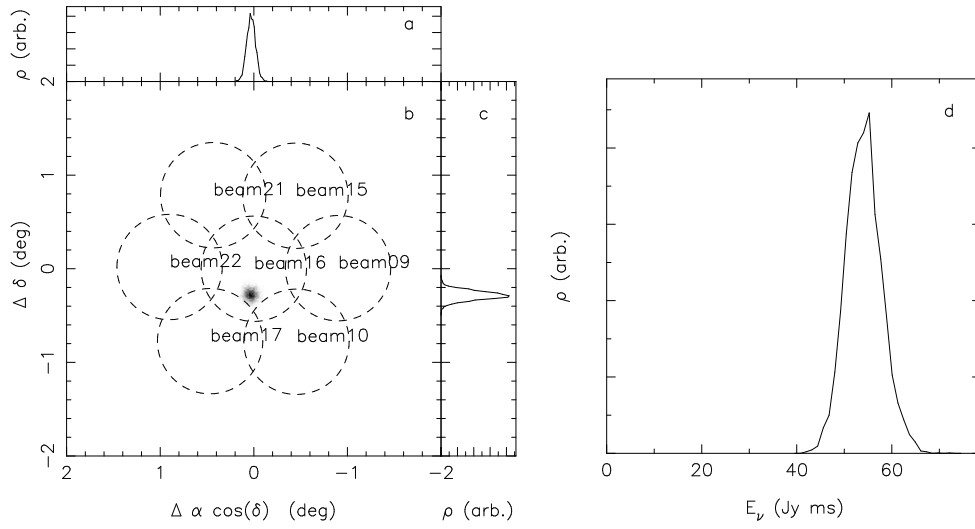 ρ (arb.)
a
2
1
0
−1
−2
Δ δ (deg)
b
beam21
beam15
beam22
beam16
beam09
beam17
beam10
2
1
0
−1
−2
Δ α cos(δ) (deg)
c
ρ (arb.)
d
ρ (arb.)
0
20
40
60
E_ν (Jy ms)